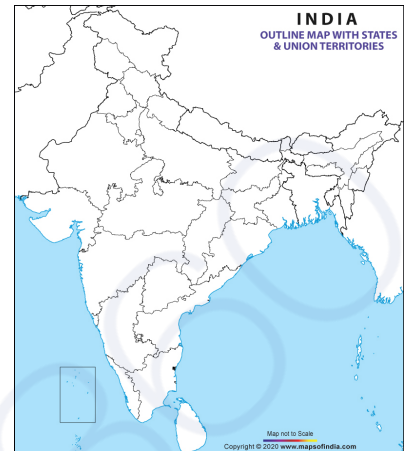 INDIA
OUTLINE MAP WITH STATES
& UNION TERRITORIES
Map not to Scale
Copyright © 2020 www.mapsofindia.com